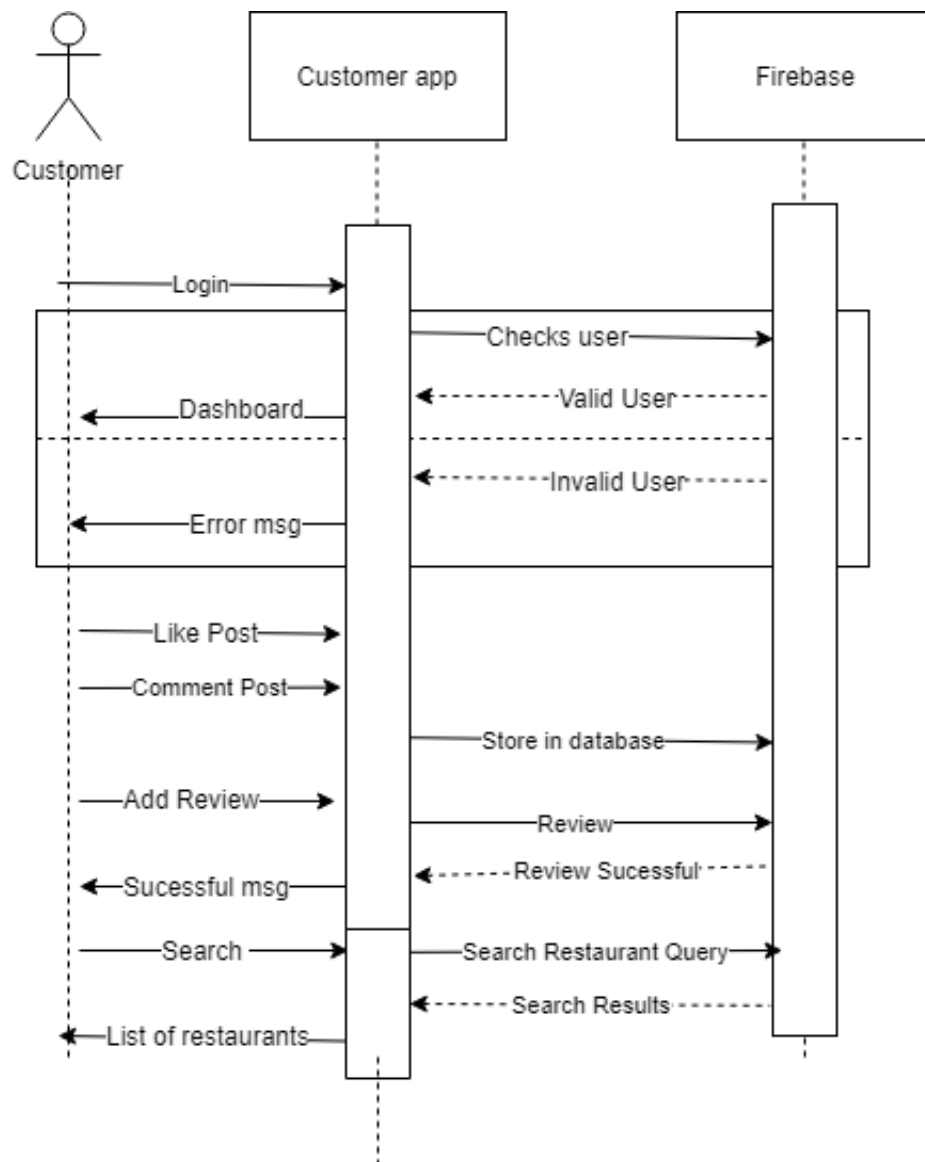 Customer app
Firebase
Customer
Login
Checks user
Valid User
Dashboard
Invalid User
Error msg
Like Post
Comment Post
Store in database
Add Review
Review
Review Sucessful
Sucessful msg
Search
Search Restaurant Query
Search Results
List of restaurants